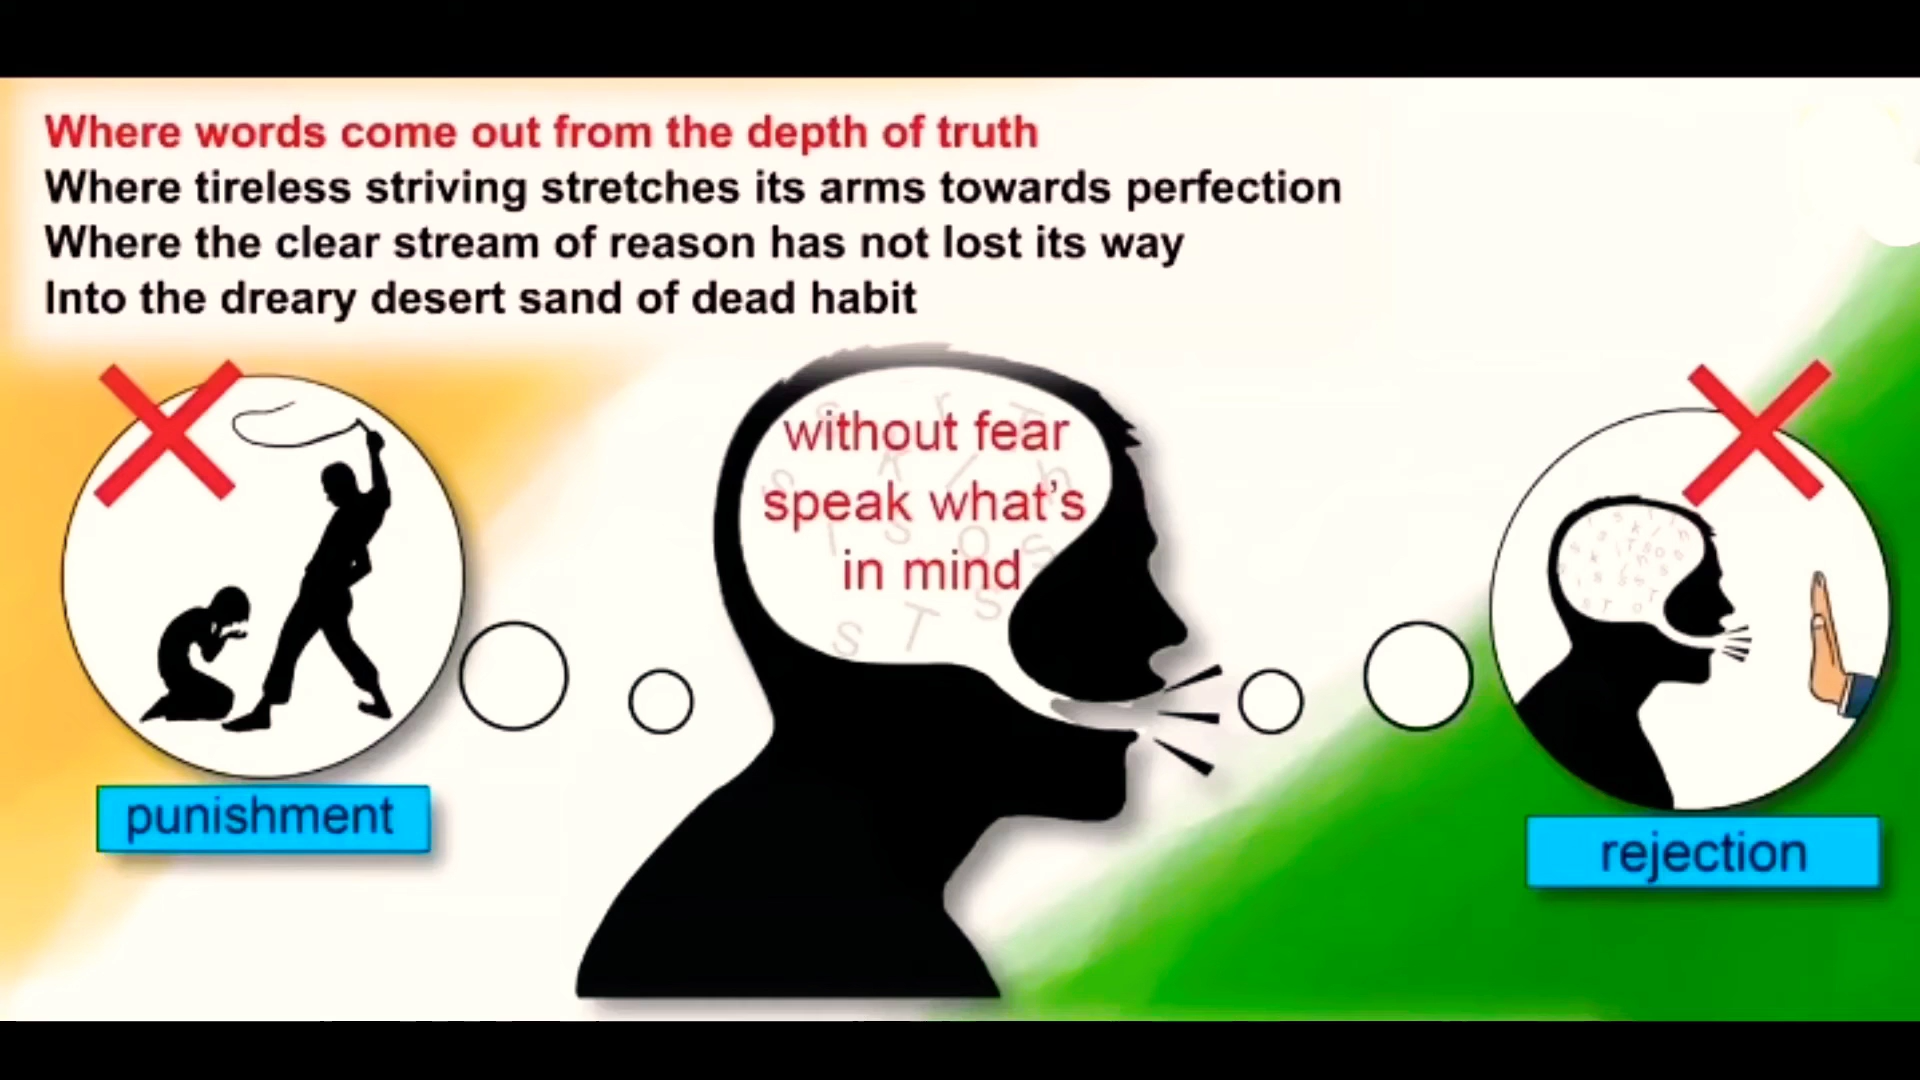 Where words come out from the depth of truth
Where tireless striving stretches its arms towards perfection
Where the clear stream of reason has not lost its way
Into the dreary desert sand of dead habit
without fear
speak what's
in mind
punishment
rejection